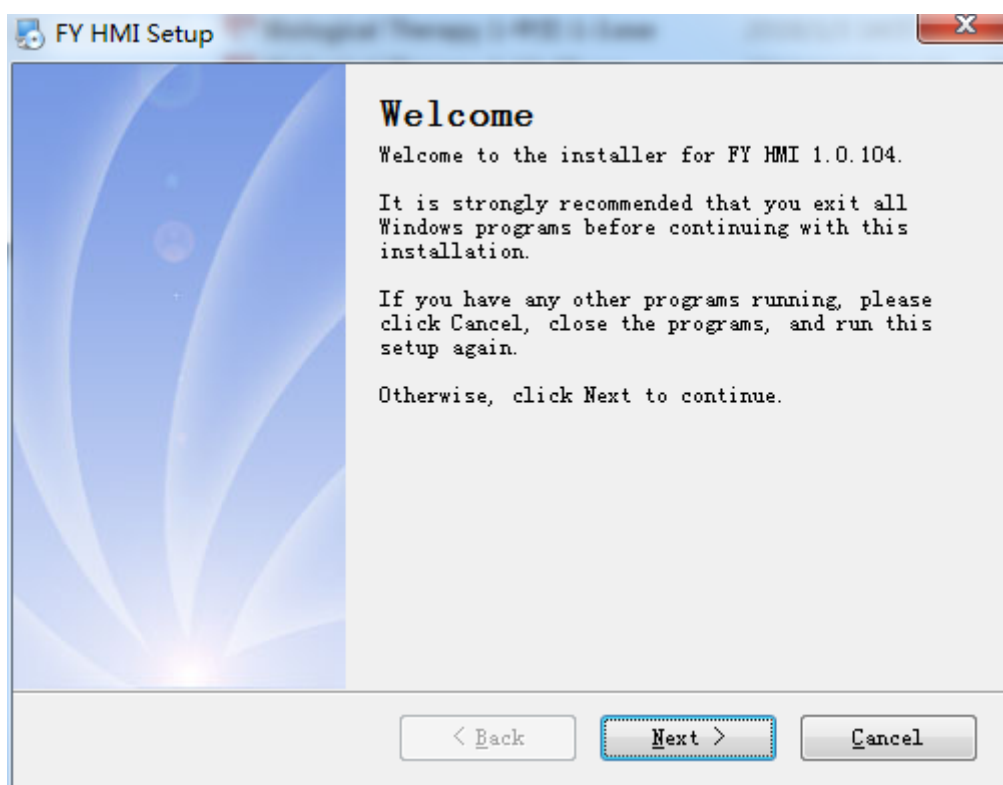 FY HMI Setup
Welcome
Welcome to the installer for FY HMI 1.0.104.
It is strongly recommended that you exit all
Windows programs before continuing with this
installation.
If you have any other programs running, please
click Cancel, close the programs, and run this
setup again.
Otherwise, click Next to continue.
< Back
Next >
Cancel